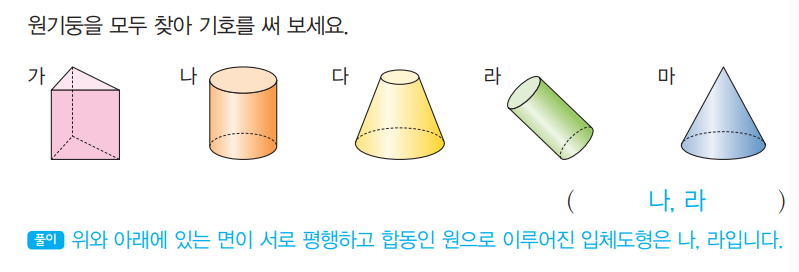 원기둥을 모두 찾아 기호를 써 보세요.
가 나 다 라 마
( 나, 라 )
풀이 위와 아래에 있는 면이 서로 평행하고 합동인 원으로 이루어진 입체도형은 나, 라입니다.